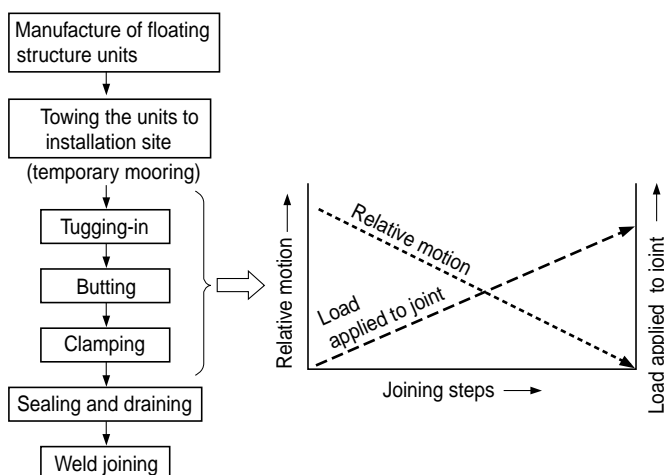 Manufacture of floating
structure units
Towing the units to
installation site
(temporary mooring)
Tugging-in
Butting
Clamping
Sealing and draining
Weld joining
Relative motion
Relative motion
Load
applied to joint
Joining steps
Load applied to joint